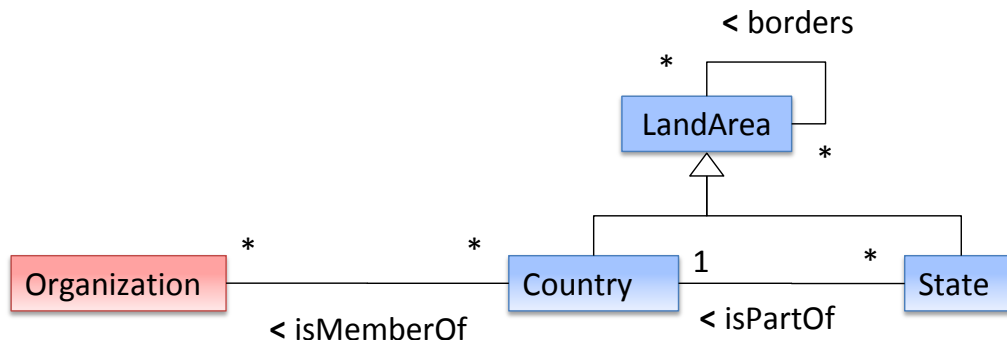 < borders
*
LandArea
*
* *
Organization Country 1 * State
< isMemberOf < isPartOf